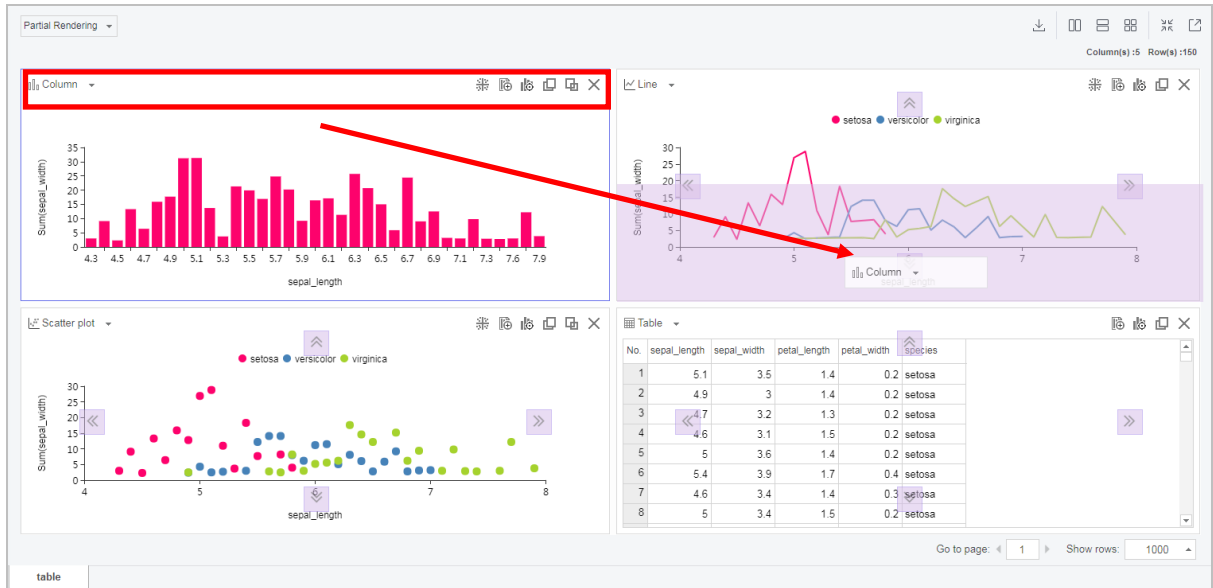 Partial Rendering
Column(s) :5 Row(s) :150
Column
Sum(sepal_width)
35
30
25
20
15
10
5
0
4.3 4.5 4.7 4.9 5.1 5.3 5.5 5.7 5.9 6.1 6.3 6.5 6.7 6.9 7.1 7.3 7.6 7.9
sepal_length
Line
setosa versicolor virginica
Sum(sepal_width)
30
25
20
15
10
5
0
4 5 6 7 8
Column
sepal_length
Scatter plot
setosa versicolor virginica
Sum(sepal_width)
30
25
20
15
10
5
0
4 5 6 7 8
sepal_length
Table
No. sepal_length sepal_width petal_length petal_width species
1 5.1 3.5 1.4 0.2 setosa
2 4.9 3 1.4 0.2 setosa
3 4.7 3.2 1.3 0.2 setosa
4 4.6 3.1 1.5 0.2 setosa
5 5 3.6 1.4 0.2 setosa
6 5.4 3.9 1.7 0.4 setosa
7 4.6 3.4 1.4 0.3 setosa
8 5 3.4 1.5 0.2 setosa
Go to page: 1 Show rows: 1000
table